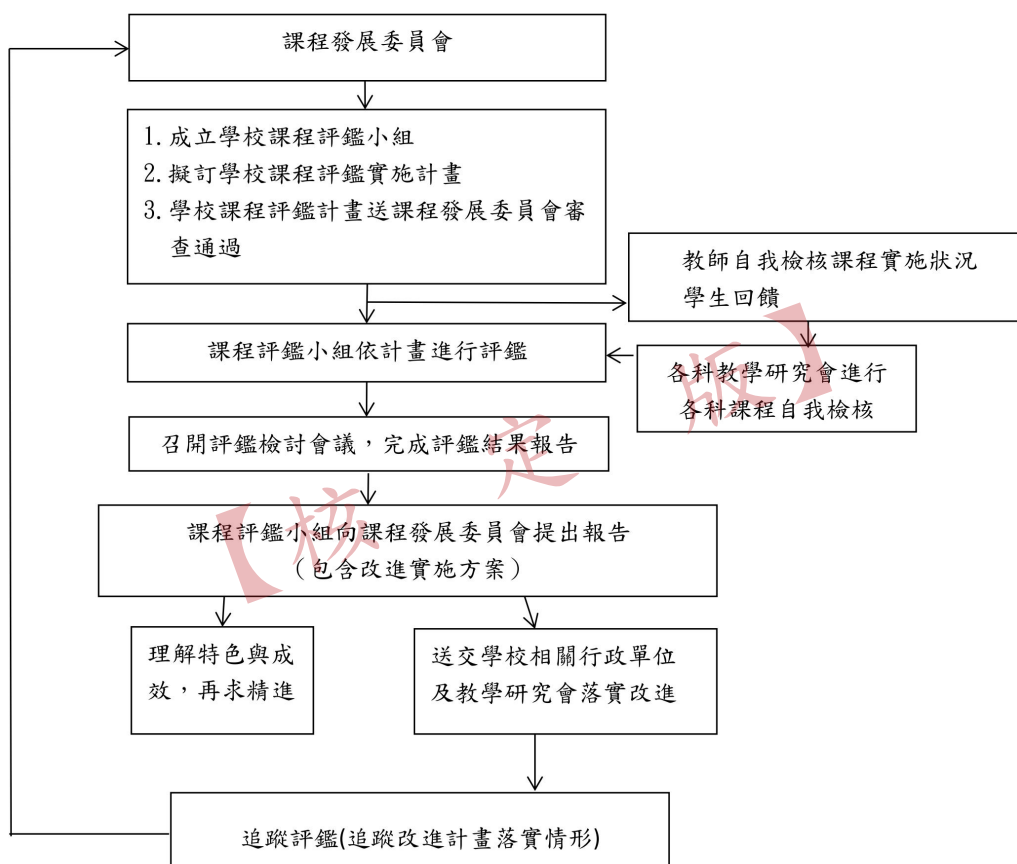 課程發展委員會
1. 成立學校課程評鑑小組
2. 擬訂學校課程評鑑實施計畫
3. 學校課程評鑑計畫送課程發展委員會審
查通過
教師自我檢核課程實施狀況
學生回饋
課程評鑑小組依計畫進行評鑑
各科教學研究會進行
各科課程自我檢核
召開評鑑檢討會議，完成評鑑結果報告
課程評鑑小組向課程發展委員會提出報告
（包含改進實施方案）
理解特色與成
效，再求精進
送交學校相關行政單位
及教學研究會落實改進
追蹤評鑑(追蹤改進計畫落實情形)
【核定版】